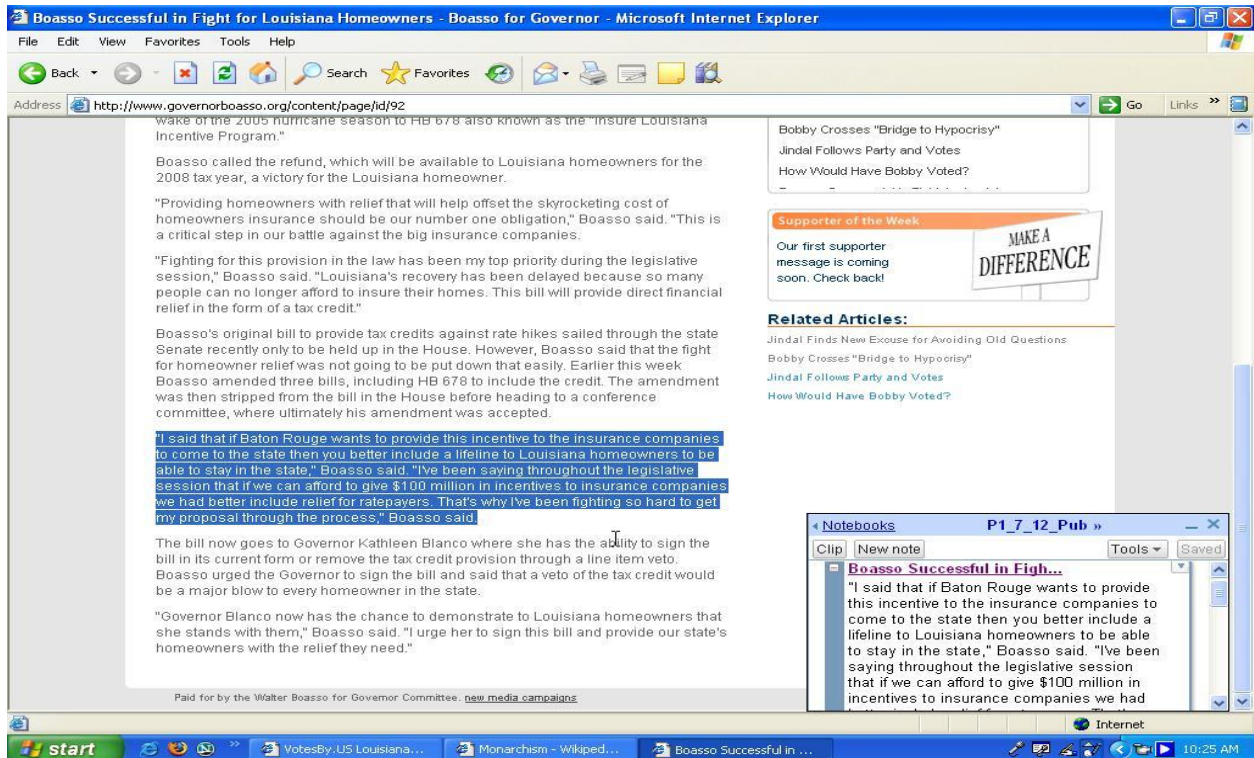 Boasso Successful in Fight for Louisiana Homeowners - Boasso for Governor - Microsoft Internet Explorer
File Edit View Favorites Tools Help
Back Search Favorites
Address http://www.governorboasso.org/content/page/id/92 Go Links »
wake of the 2005 hurricane season to HB 678 also known as the "Insure Louisiana
Incentive Program."
Boasso called the refund, which will be available to Louisiana homeowners for the
2008 tax year, a victory for the Louisiana homeowner.
"Providing homeowners with relief that will help offset the skyrocketing cost of
homeowners insurance should be our number one obligation," Boasso said. "This is
a critical step in our battle against the big insurance companies.
"Fighting for this provision in the law has been my top priority during the legislative
session," Boasso said. "Louisiana's recovery has been delayed because so many
people can no longer afford to insure their homes. This bill will provide direct financial
relief in the form of a tax credit."
Boasso's original bill to provide tax credits against rate hikes sailed through the state
Senate recently only to be held up in the House. However, Boasso said that the fight
for homeowner relief was not going to be put down that easily. Earlier this week
Boasso amended three bills, including HB 678 to include the credit. The amendment
was then stripped from the bill in the House before heading to a conference
committee, where ultimately his amendment was accepted.
"I said that if Baton Rouge wants to provide this incentive to the insurance companies
to come to the state then you better include a lifeline to Louisiana homeowners to be
able to stay in the state," Boasso said. "I've been saying throughout the legislative
session that if we can afford to give $100 million in incentives to insurance companies
we had better include relief for ratepayers. That's why I've been fighting so hard to get
my proposal through the process," Boasso said.
The bill now goes to Governor Kathleen Blanco where she has the ability to sign the
bill in its current form or remove the tax credit provision through a line item veto.
Boasso urged the Governor to sign the bill and said that a veto of the tax credit would
be a major blow to every homeowner in the state.
"Governor Blanco now has the chance to demonstrate to Louisiana homeowners that
she stands with them," Boasso said. "I urge her to sign this bill and provide our state's
homeowners with the relief they need."
Paid for by the Walter Boasso for Governor Committee. new media campaigns
Bobby Crosses "Bridge to Hypocrisy"
Jindal Follows Party and Votes
How Would Have Bobby Voted?
Supporter of the Week
Our first supporter
message is coming
soon. Check back!
MAKE A
DIFFERENCE
Related Articles:
Jindal Finds New Excuse for Avoiding Old Questions
Bobby Crosses "Bridge to Hypocrisy"
Jindal Follows Party and Votes
How Would Have Bobby Voted?
Notebooks P1_7_12_Pub »
Clip New note Tools Saved
Boasso Successful in Figh...
"I said that if Baton Rouge wants to provide
this incentive to the insurance companies to
come to the state then you better include a
lifeline to Louisiana homeowners to be able
to stay in the state," Boasso said. "I've been
saying throughout the legislative session
that if we can afford to give $100 million in
incentives to insurance companies we had
Internet
start » VotesBy.US Louisiana... Monarchism - Wikiped... Boasso Successful in ... 10:25 AM